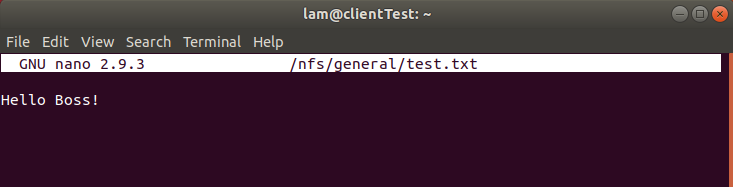 lam@clientTest: ~
File Edit View Search Terminal Help
GNU nano 2.9.3 /nfs/general/test.txt
Hello Boss!